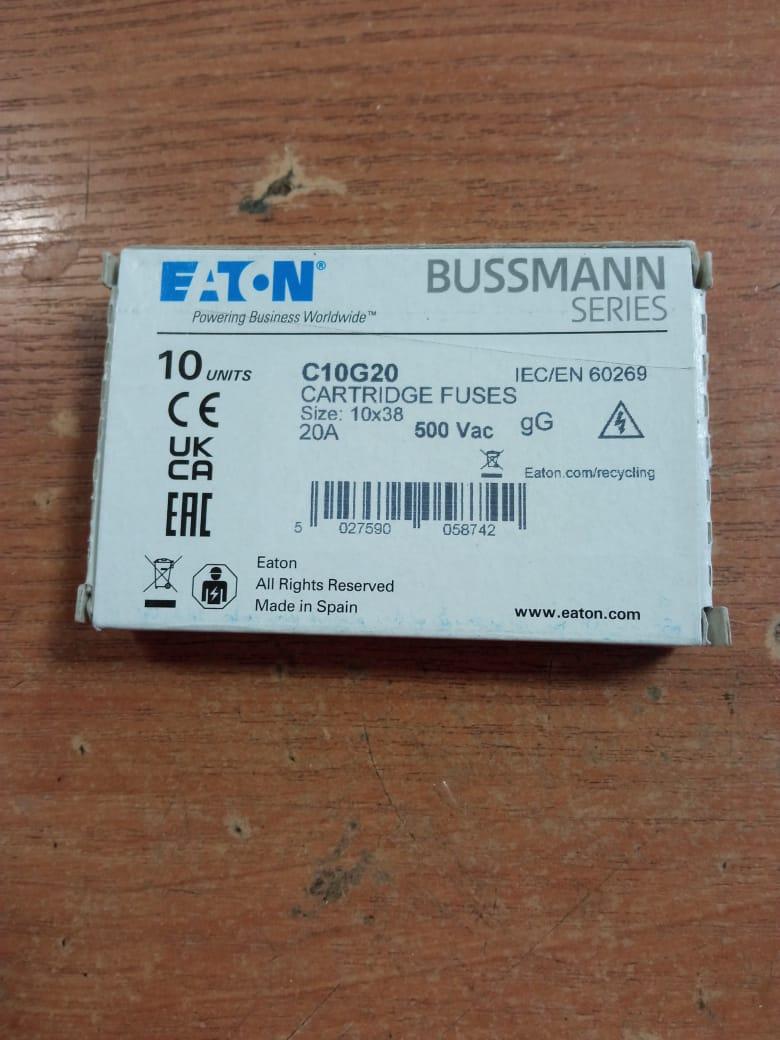 EATON®
Powering Business Worldwide™
BUSSMANN
SERIES
10 UNITS
CE
UK
CA
EAC
C10G20
IEC/EN 60269
CARTRIDGE FUSES
Size: 10x38
20A 500 Vac gG
Eaton.com/recycling
5 027590 058742
Eaton
All Rights Reserved
Made in Spain
www.eaton.com